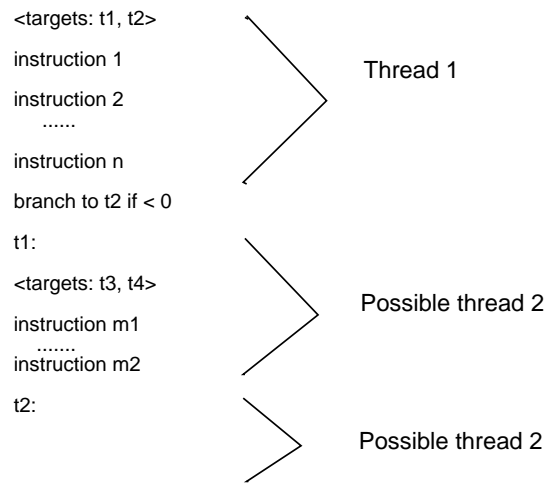 <targets: t1, t2>
instruction 1
Thread 1
instruction 2
......
instruction n
branch to t2 if < 0
t1:
<targets: t3, t4>
Possible thread 2
instruction m1
.......
instruction m2
t2:
Possible thread 2